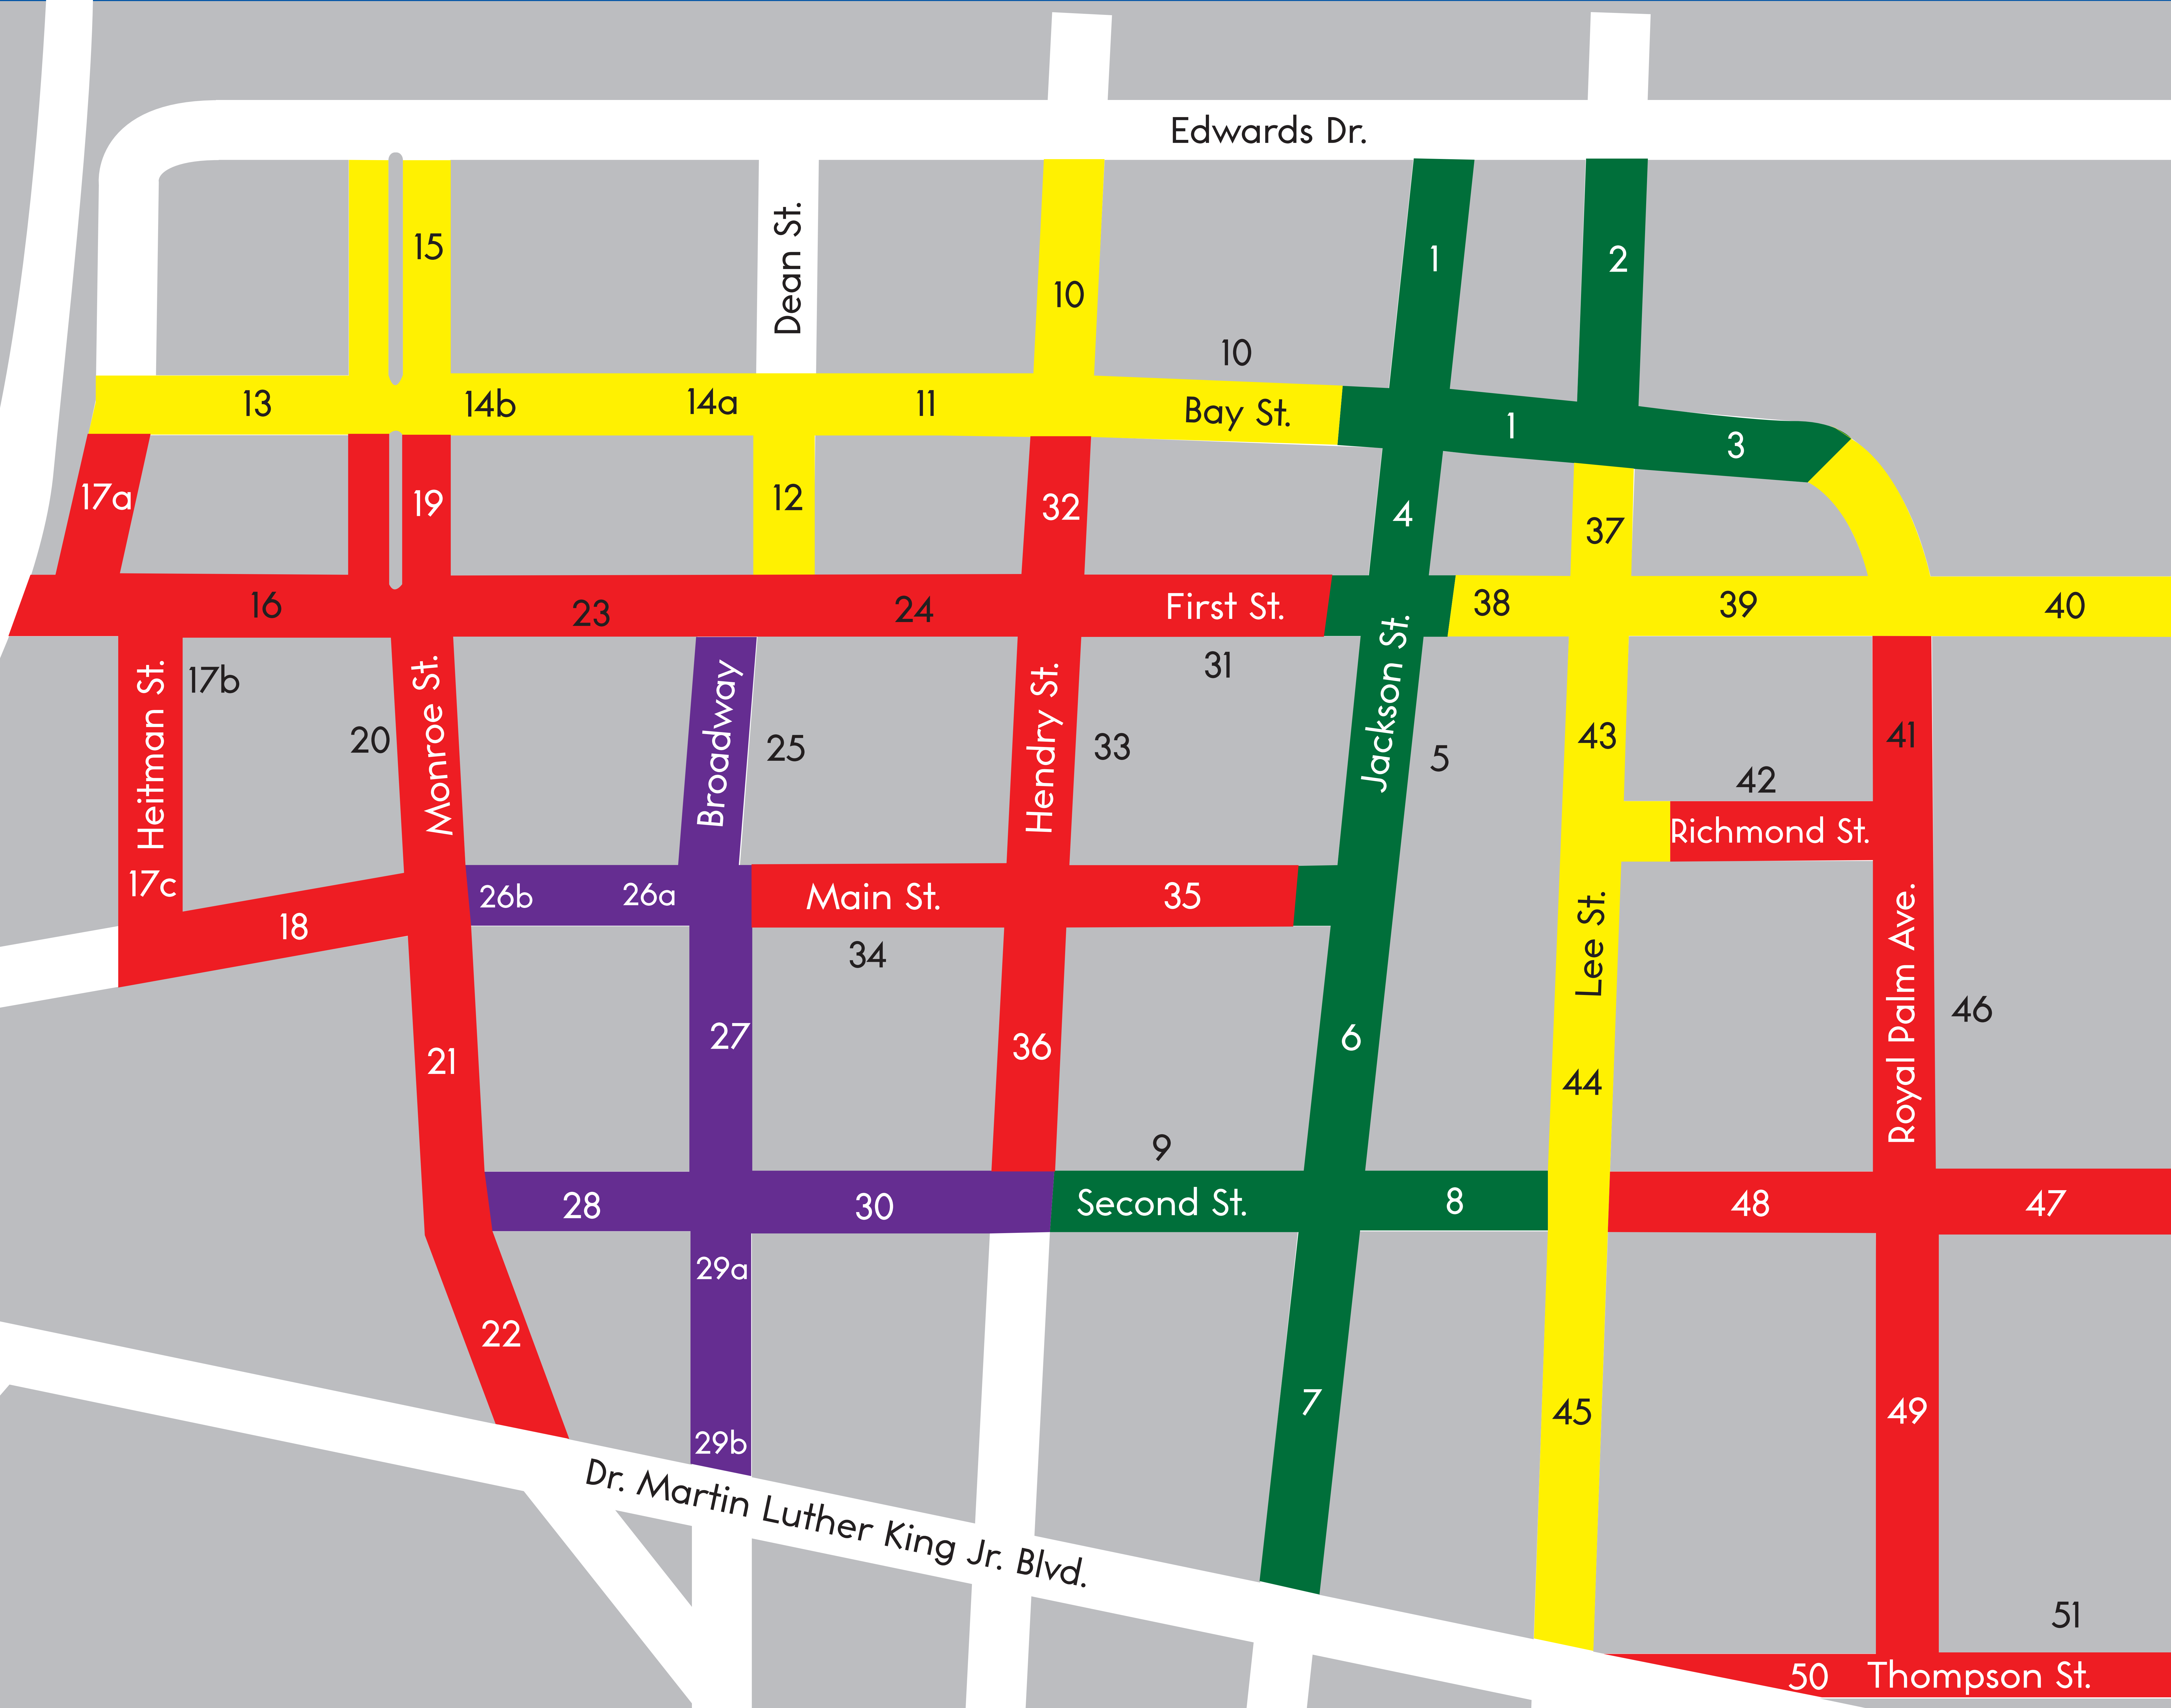 Edwards Dr.
15
Dean St.
10
1
2
10
13
14b
14a
11
Bay St.
1
3
17a
19
12
32
4
37
16
23
24
First St.
38
39
40
31
17b
Heitman St.
20
Monroe St.
Broadway
25
Hendry St.
33
Jackson St.
5
43
41
42
Richmond St.
17c
18
26b
26a
Main St.
35
34
Lee St.
Royal Palm Ave.
46
21
27
36
6
44
9
28
30
Second St.
8
48
47
29a
22
7
45
49
29b
Dr. Martin Luther King Jr. Blvd.
51
50
Thompson St.